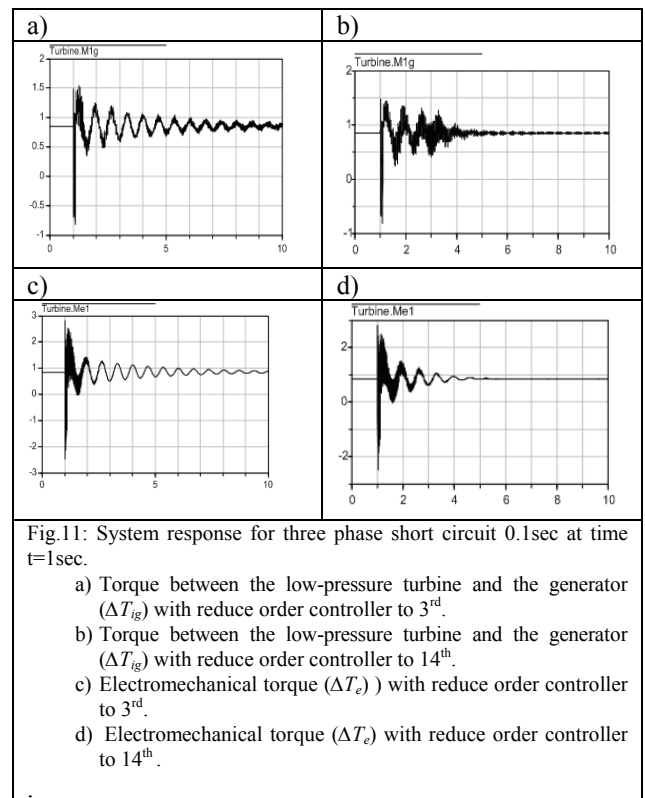 a)
b)
Turbine.M1g
2
1.5
1
0.5
0
-0.5
-1
0
5
10
Turbine.M1g
2
1
0
-1
0
2
4
6
8
10
c)
d)
Turbine.Me1
3
2
1
0
-1
-2
-3
0
5
10
Turbine.Me1
2
0
-2
0
2
4
6
8
10
Fig.11: System response for three phase short circuit 0.1sec at time
t=1sec.
a) Torque between the low-pressure turbine and the generator
(ΔTig) with reduce order controller to 3rd.
b) Torque between the low-pressure turbine and the generator
(ΔTig) with reduce order controller to 14th.
c) Electromechanical torque (ΔTe) ) with reduce order controller
to 3rd.
d) Electromechanical torque (ΔTe) with reduce order controller
to 14th .
.